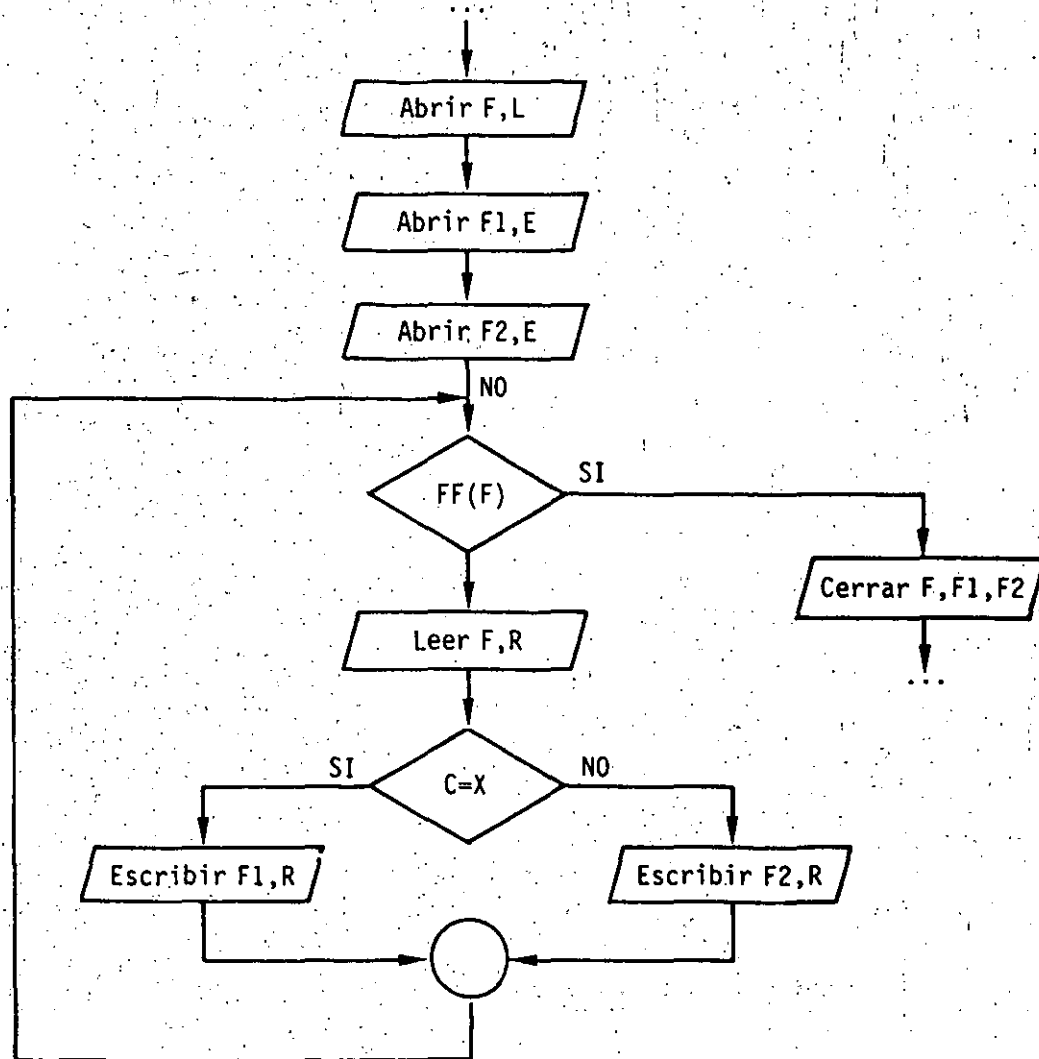 ...
Abrir F,L
Abrir F1,E
Abrir F2,E
NO
FF(F)
SI
Cerrar F,F1,F2
Leer F,R
...
SI
C=X
NO
Escribir F1,R
Escribir F2,R